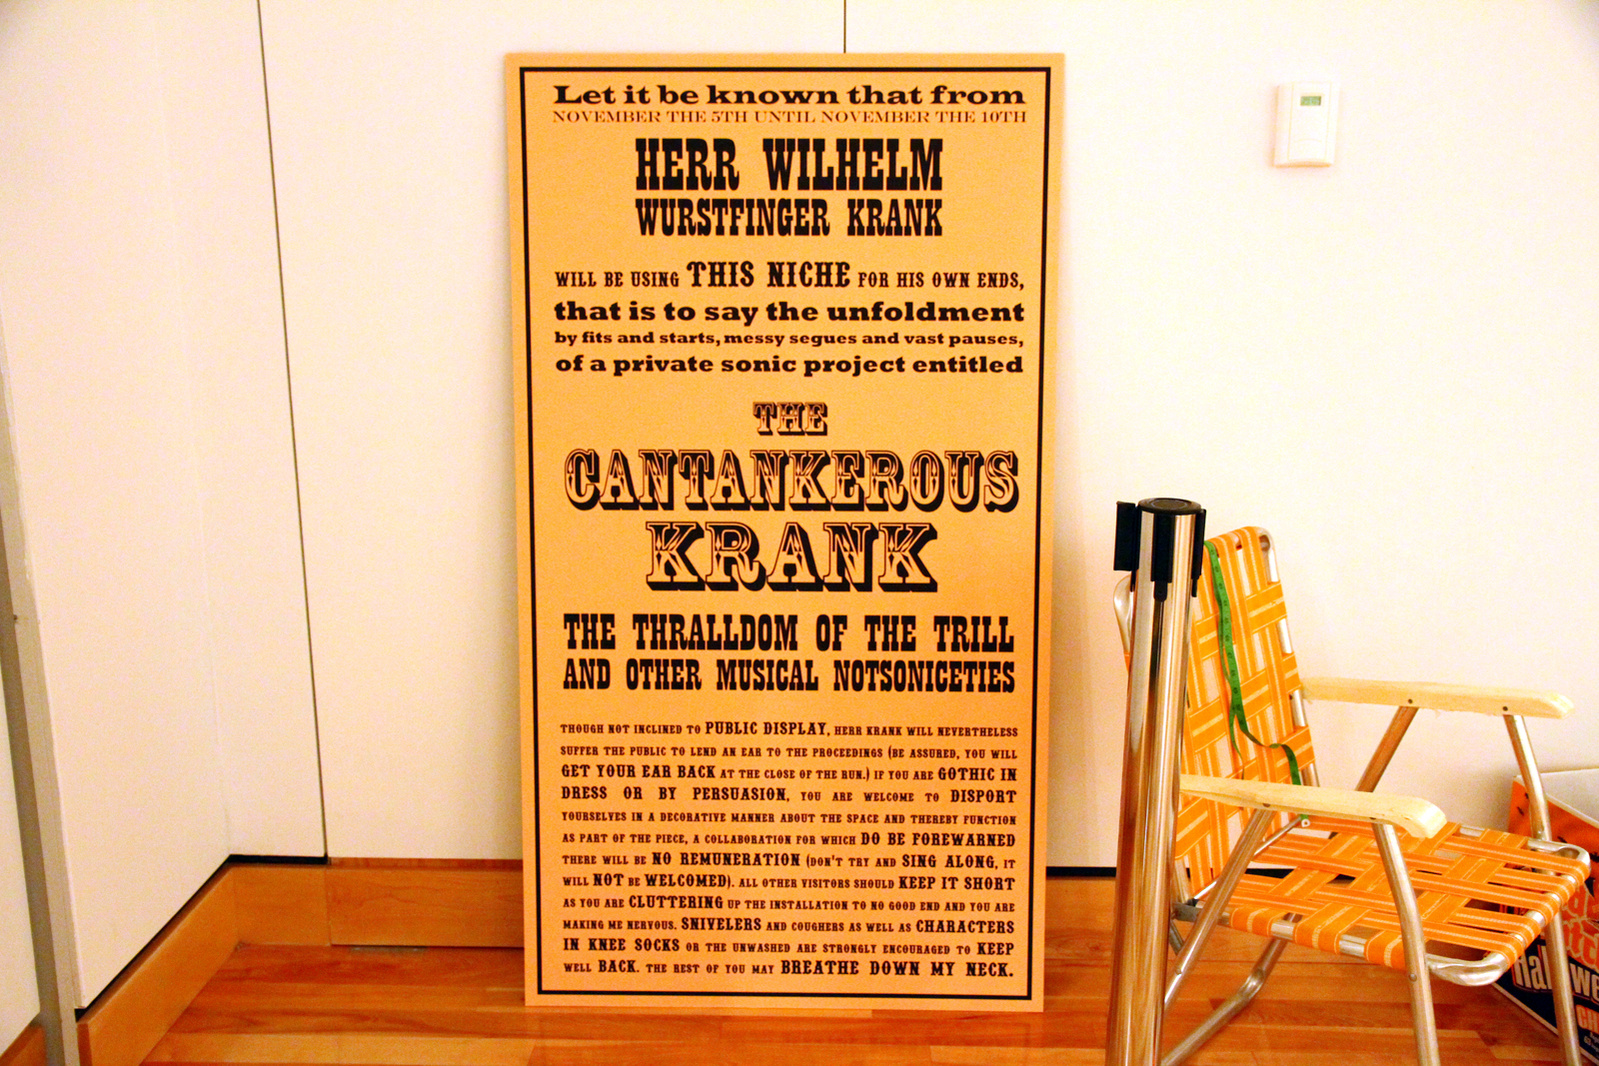 Let it be known that from
NOVEMBER THE 5TH UNTIL NOVEMBER THE 10TH
HERR WILHELM
WURSTFINGER KRANK
WILL BE USING THIS NICHE FOR HIS OWN ENDS,
that is to say the unfoldment
by fits and starts, messy segues and vast pauses,
of a private sonic project entitled
THE
CANTANKEROUS
KRANK
THE THRALLDOM OF THE TRILL
AND OTHER MUSICAL NOTSONICETIES
THOUGH NOT INCLINED TO PUBLIC DISPLAY, HERR KRANK WILL NEVERTHELESS
SUFFER THE PUBLIC TO LEND AN EAR TO THE PROCEEDINGS (BE ASSURED, YOU WILL
GET YOUR EAR BACK AT THE CLOSE OF THE RUN.) IF YOU ARE GOTHIC IN
DRESS OR BY PERSUASION, YOU ARE WELCOME TO DISPORT
YOURSELVES IN A DECORATIVE MANNER ABOUT THE SPACE AND THEREBY FUNCTION
AS PART OF THE PIECE, A COLLABORATION FOR WHICH DO BE FOREWARNED
THERE WILL BE NO REMUNERATION (DON'T TRY AND SING ALONG, IT
WILL NOT BE WELCOMED). ALL OTHER VISITORS SHOULD KEEP IT SHORT
AS YOU ARE CLUTTERING UP THE INSTALLATION TO NO GOOD END AND YOU ARE
MAKING ME NERVOUS. SNIVELERS AND COUGHERS AS WELL AS CHARACTERS
IN KNEE SOCKS OR THE UNWASHED ARE STRONGLY ENCOURAGED TO KEEP
WELL BACK. THE REST OF YOU MAY BREATHE DOWN MY NECK.